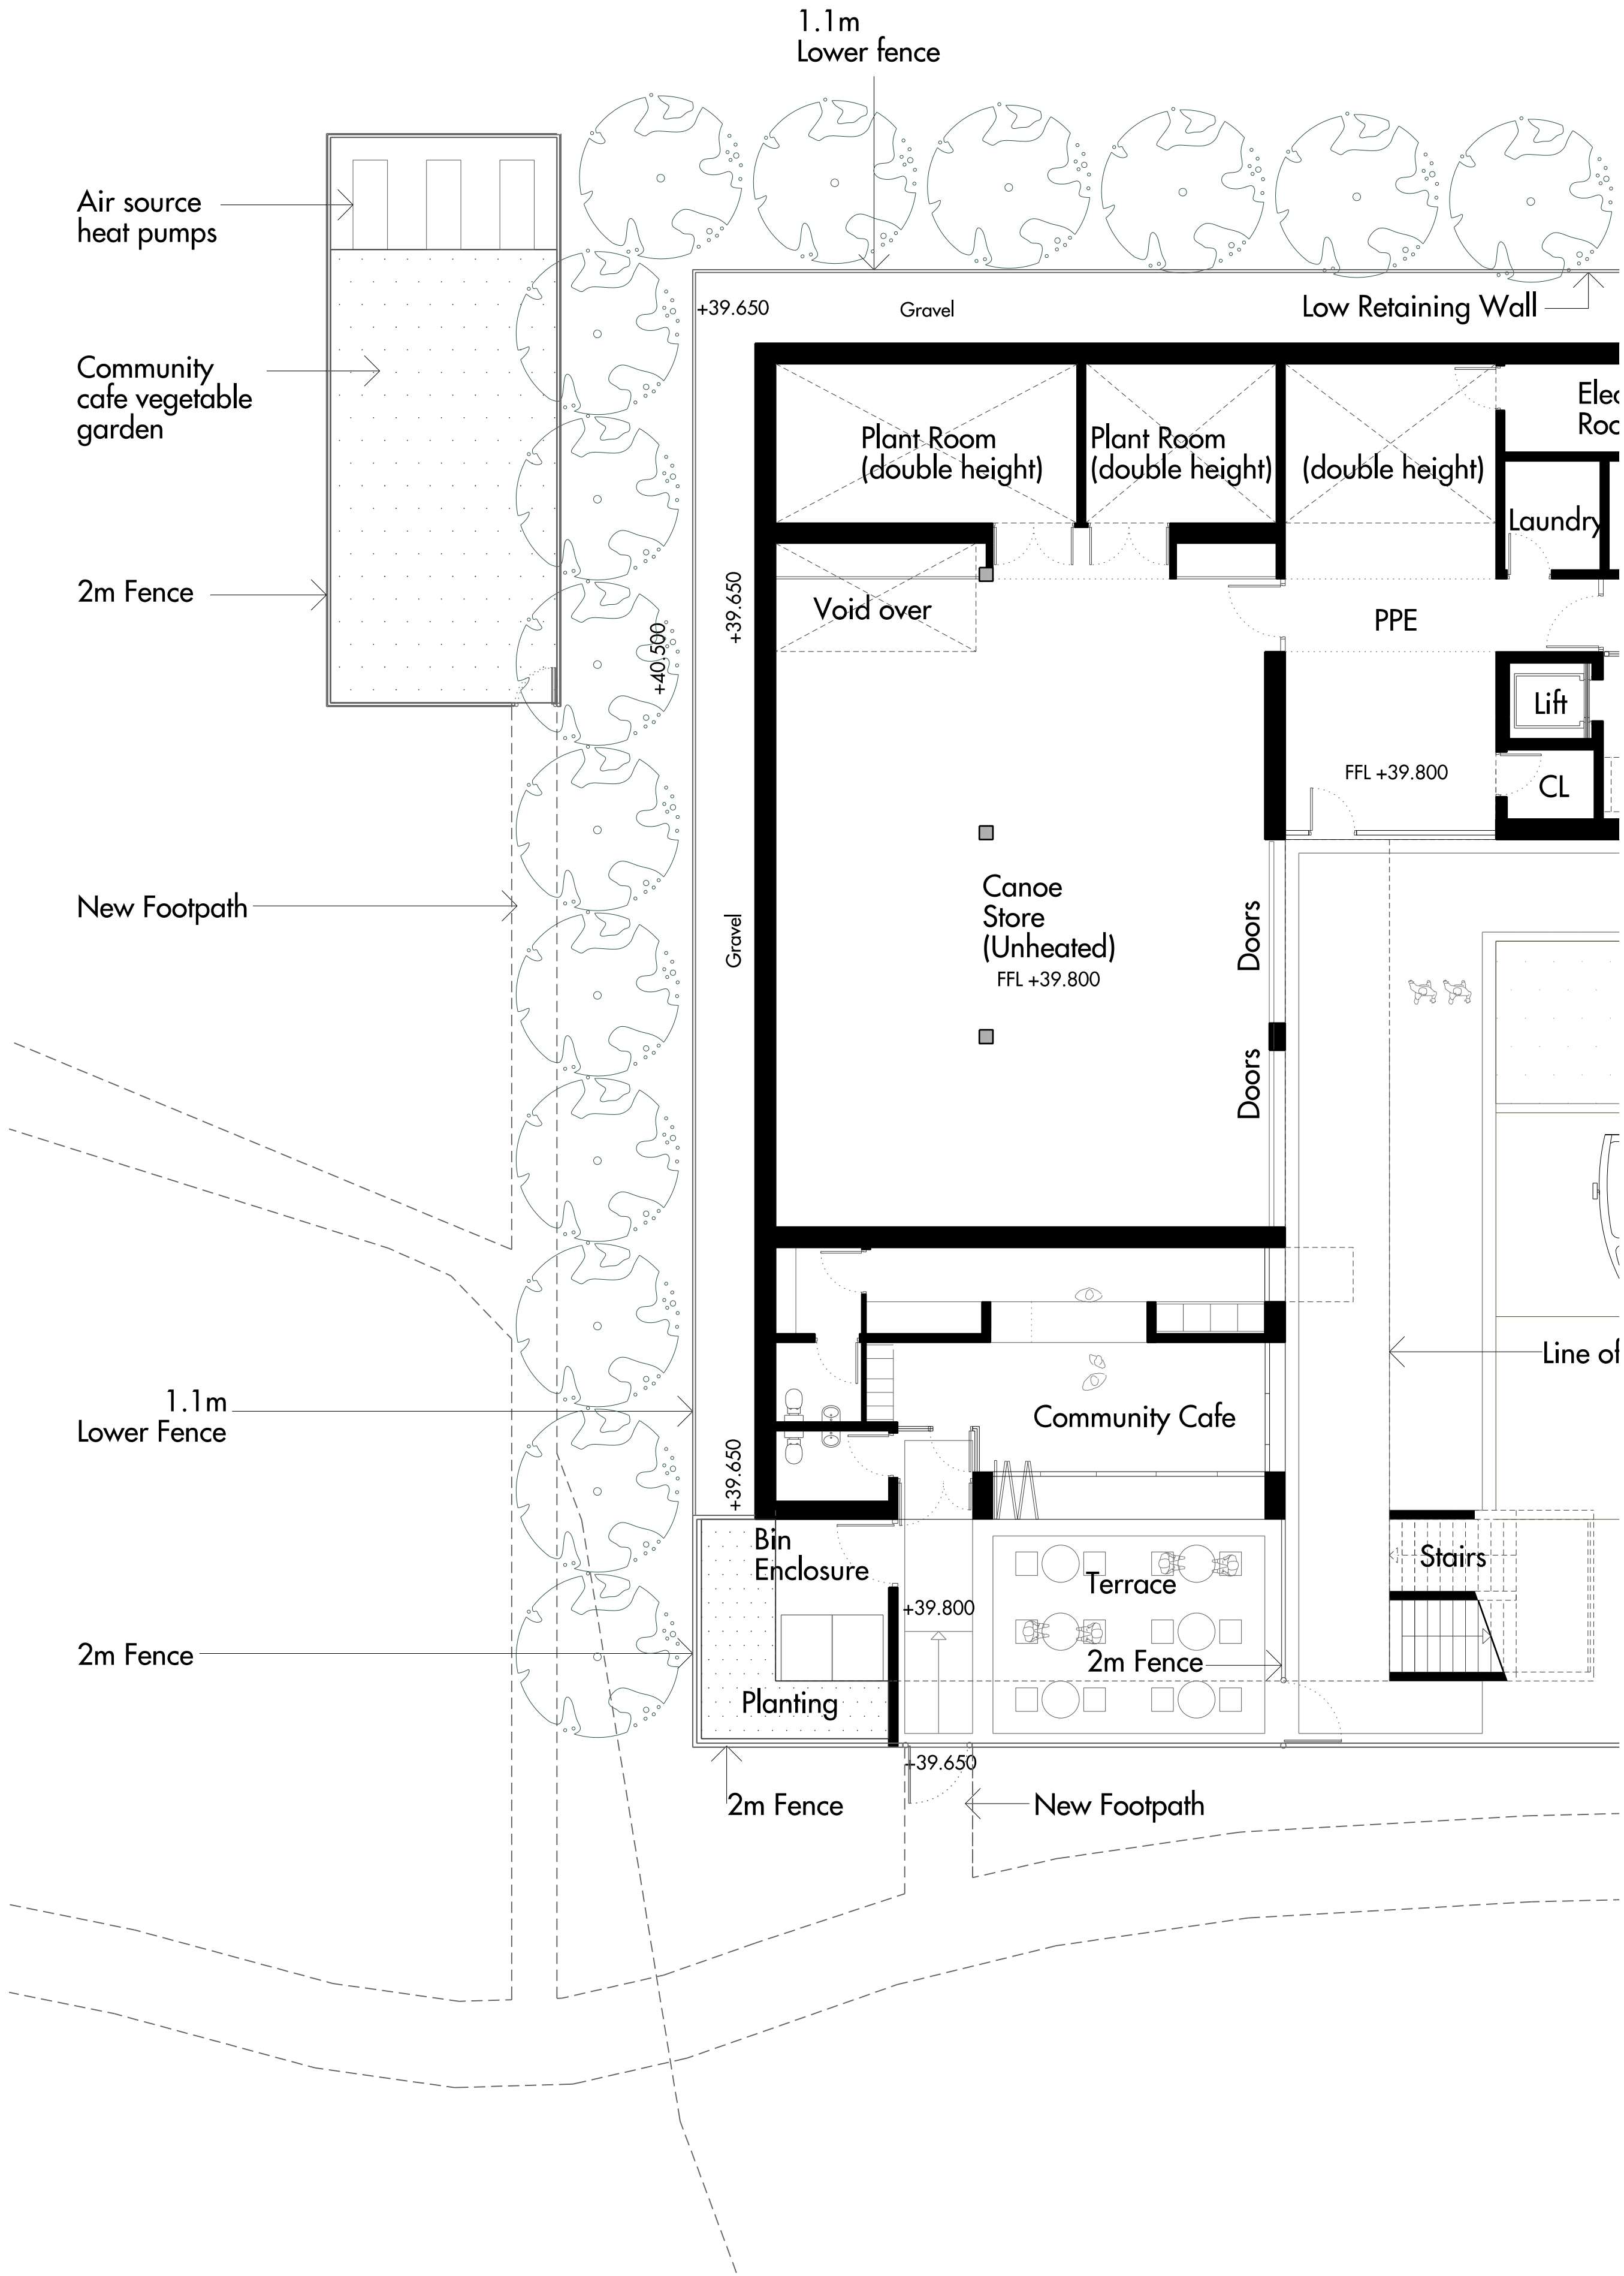 1.1m
Lower fence
Air source
heat pumps
+39.650
Gravel
Low Retaining Wall
Community
cafe vegetable
garden
Plant Room
(double height)
Plant Room
(double height)
(double height)
Elec
Roo
Laundry
2m Fence
+39.650
+40.500
Void over
PPE
Lift
FFL +39.800
CL
New Footpath
Gravel
Canoe
Store
(Unheated)
FFL +39.800
Doors
Doors
Line of
1.1m
Lower Fence
Community Cafe
+39.650
Bin
Enclosure
Stairs
Terrace
+39.800
2m Fence
2m Fence
Planting
+39.650
2m Fence
New Footpath